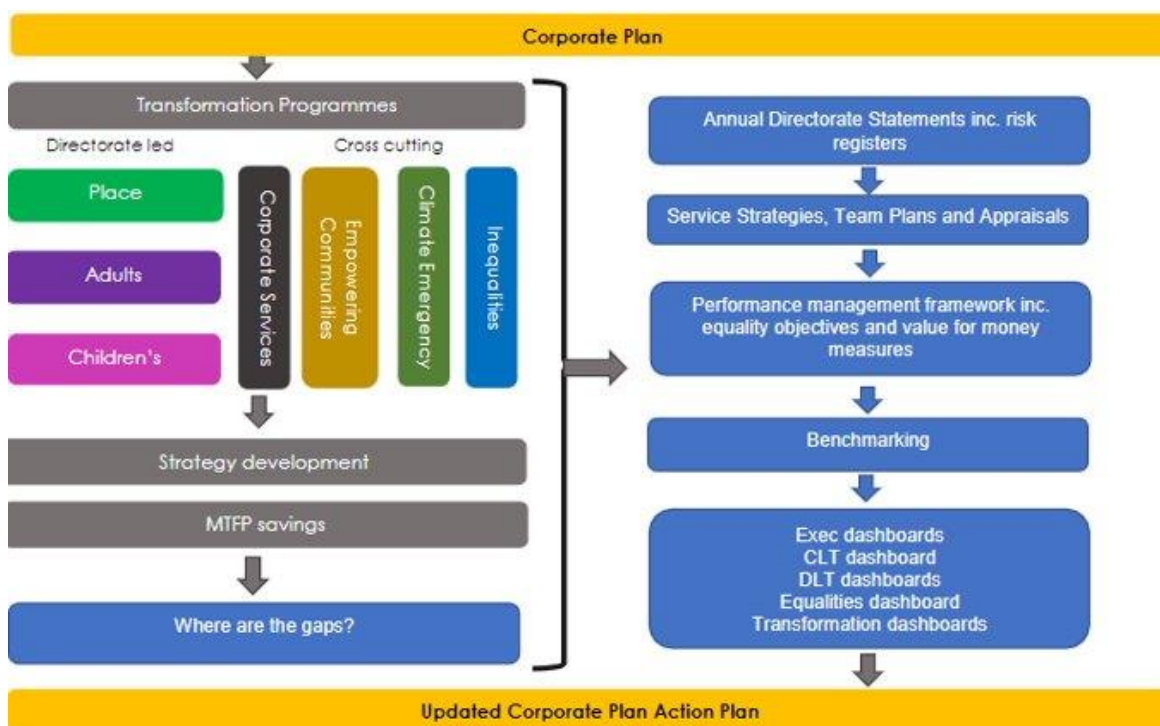 Corporate Plan
Transformation Programmes
Directorate led
Cross cutting
Place
Adults
Children's
Corporate Services
Empowering
Communities
Climate Emergency
Inequalities
Strategy development
MTFP savings
Where are the gaps?
Annual Directorate Statements inc. risk
registers
Service Strategies, Team Plans and Appraisals
Performance management framework inc.
equality objectives and value for money
measures
Benchmarking
Exec dashboards
CLT dashboard
DLT dashboards
Equalities dashboard
Transformation dashboards
Updated Corporate Plan Action Plan